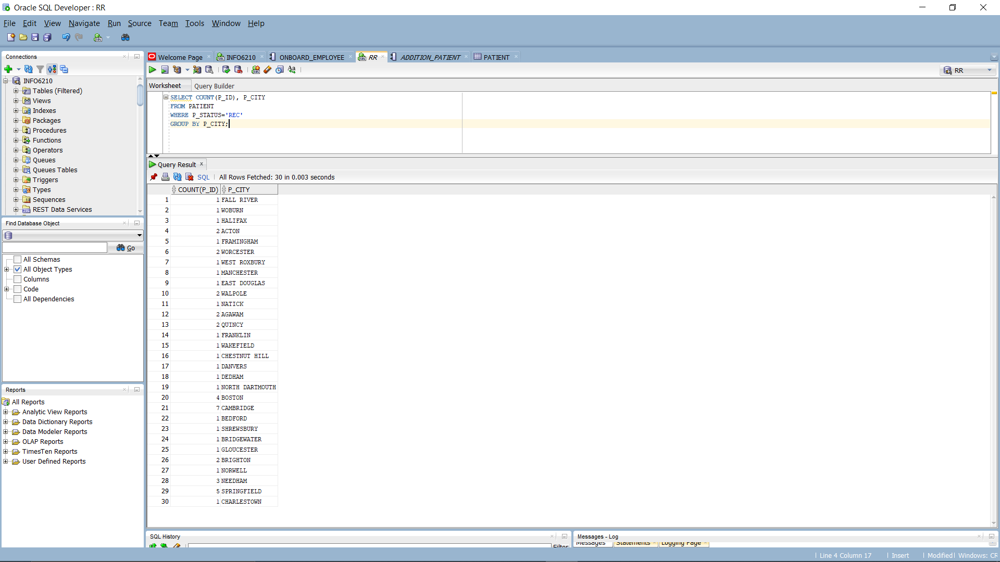 Oracle SQL Developer : RR
File Edit View Navigate Run Source Team Tools Window Help
Connections
INFO6210
Tables (Filtered)
Views
Indexes
Packages
Procedures
Functions
Operators
Queues
Queues Tables
Triggers
Types
Sequences
REST Data Services
Find Database Object
Go
All Schemas
All Object Types
Columns
Code
All Dependencies
Reports
All Reports
Analytic View Reports
Data Dictionary Reports
Data Modeler Reports
OLAP Reports
TimesTen Reports
User Defined Reports
Welcome Page INFO6210 ONBOARD_EMPLOYEE RR ADDITION_PATIENT PATIENT
Aa
RR
Worksheet Query Builder
SELECT COUNT(P_ID), P_CITY
FROM PATIENT
WHERE P_STATUS='REC'
GROUP BY P_CITY;
Query Result
SQL All Rows Fetched: 30 in 0.003 seconds
COUNT(P_ID) P_CITY
1 1 FALL RIVER
2 1 WOBURN
3 1 HALIFAX
4 2 ACTON
5 1 FRAMINGHAM
6 2 WORCESTER
7 1 WEST ROXBURY
8 1 MANCHESTER
9 1 EAST DOUGLAS
10 2 WALPOLE
11 1 NATICK
12 2 AGAWAM
13 2 QUINCY
14 1 FRANKLIN
15 1 WAKEFIELD
16 1 CHESTNUT HILL
17 1 DANVERS
18 1 DEDHAM
19 1 NORTH DARTMOUTH
20 4 BOSTON
21 7 CAMBRIDGE
22 1 BEDFORD
23 1 SHREWSBURY
24 1 BRIDGEWATER
25 1 GLOUCESTER
26 2 BRIGHTON
27 1 NORWELL
28 3 NEEDHAM
29 5 SPRINGFIELD
30 1 CHARLESTOWN
SQL History
Filter
Messages - Log
Messages Statements Logging Page
Line 4 Column 17 Insert Modified Windows: CR